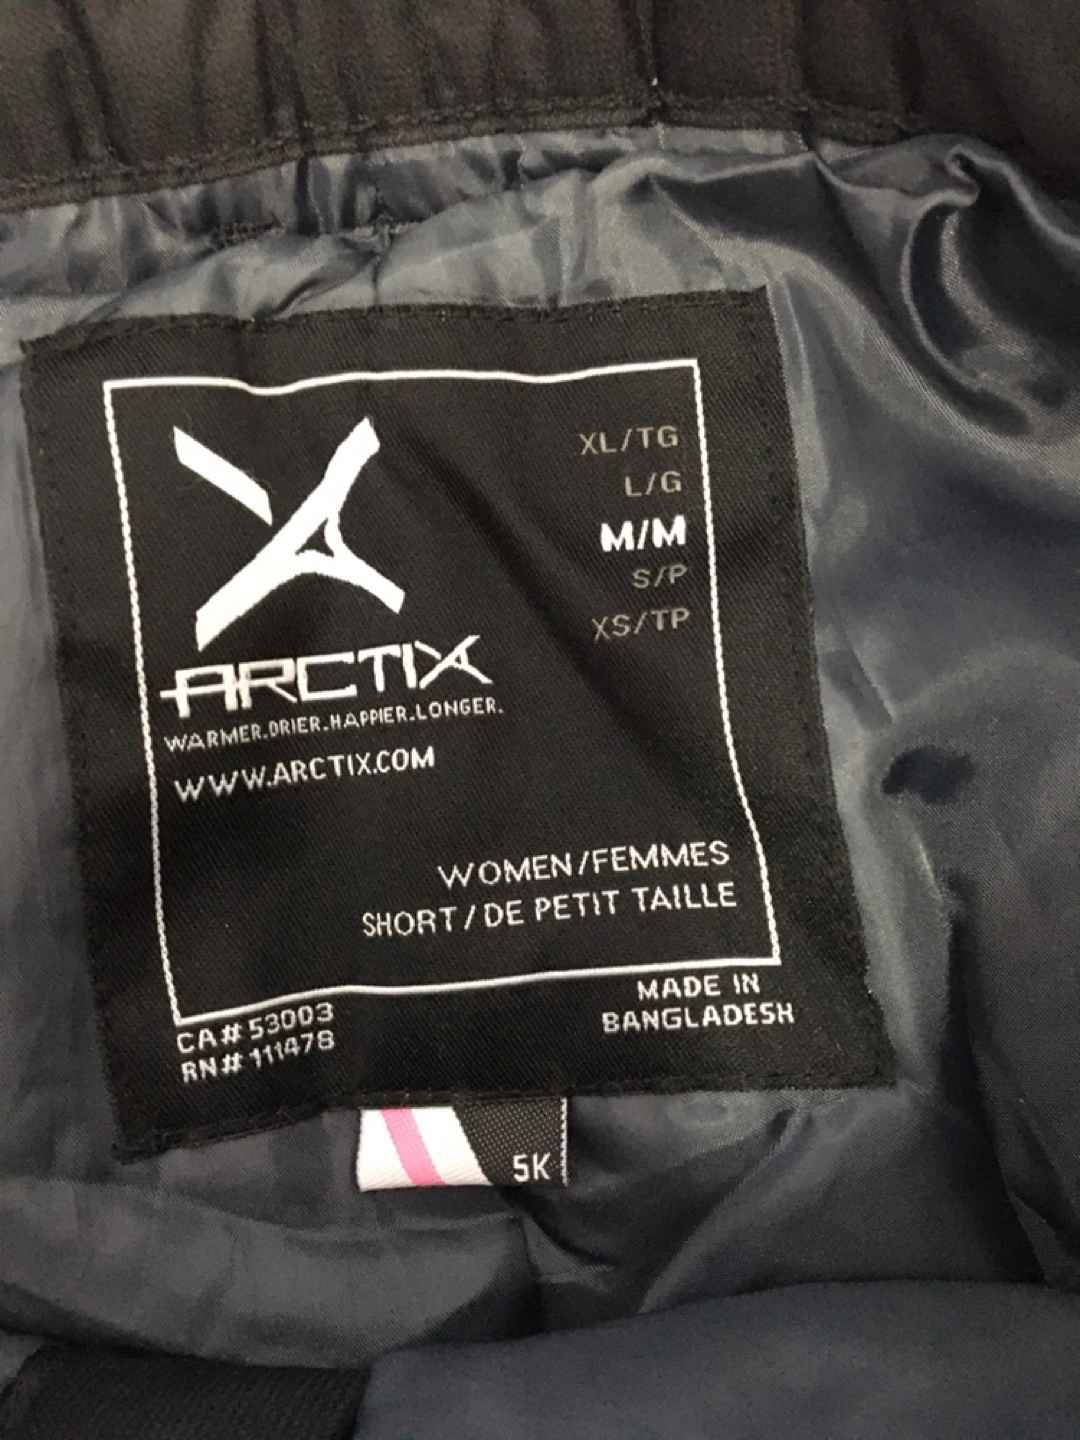 XL/TG
L/G
M/M
S/P
XS/TP
ARCTIX
WARMER.DRIER.HAPPIER.LONGER.
WWW.ARCTIX.COM
WOMEN/FEMMES
SHORT/DE PETIT TAILLE
CA# 53003
RN# 111478
MADE IN
BANGLADESH
5K